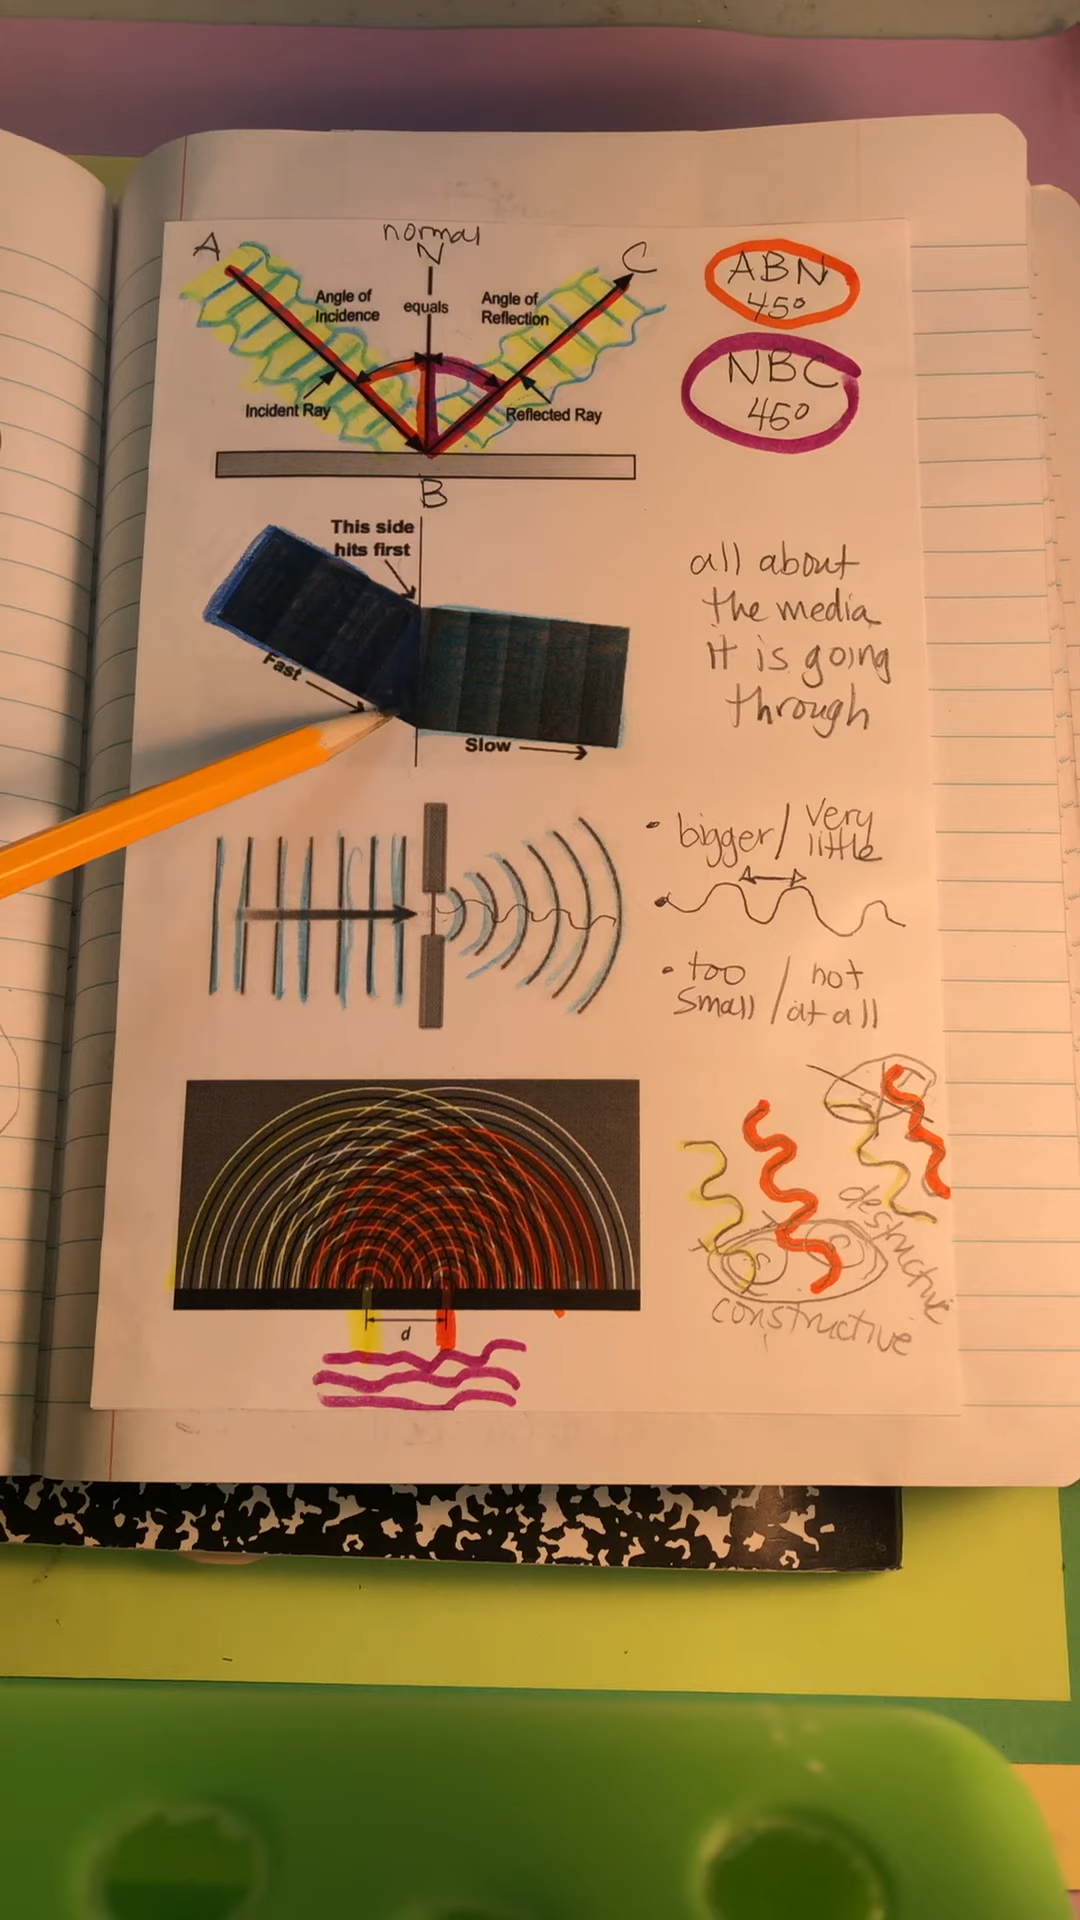 normal
A
N
C
Angle of
Incidence
equals
Angle of
Reflection
Incident Ray
Reflected Ray
B
ABN
45°
NBC
45°
This side
hits first
Fast
Slow
all about
the media
it is going
through
• bigger / very
little
• too / not
small / at all
d
destructive
constructive